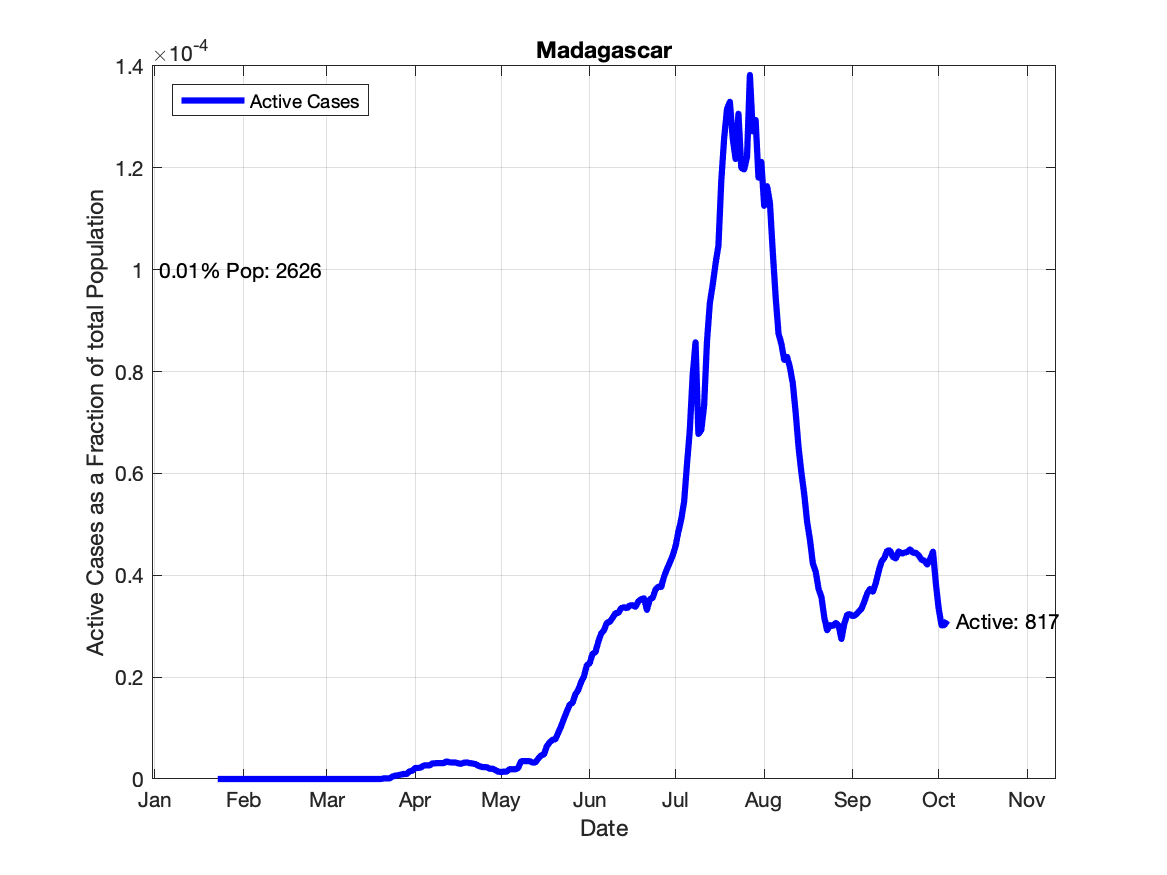 Madagascar
×10-4
Active Cases
1.4
1.2
1
0.8
0.6
0.4
0.2
0
0.01% Pop: 2626
Active: 817
Active Cases as a Fraction of total Population
Jan Feb Mar Apr May Jun Jul Aug Sep Oct Nov
Date